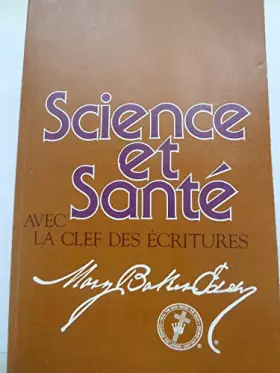 Science
et
Santé
AVEC
LA CLEF DES ÉCRITURES
Mary Baker Eddy